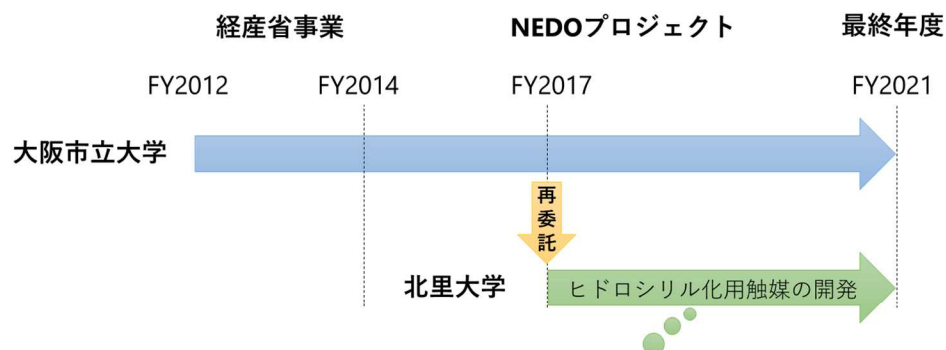 経産省事業 NEDOプロジェクト 最終年度
FY2012 FY2014 FY2017 FY2021
大阪市立大学
再委託
北里大学 ヒドロシリル化用触媒の開発